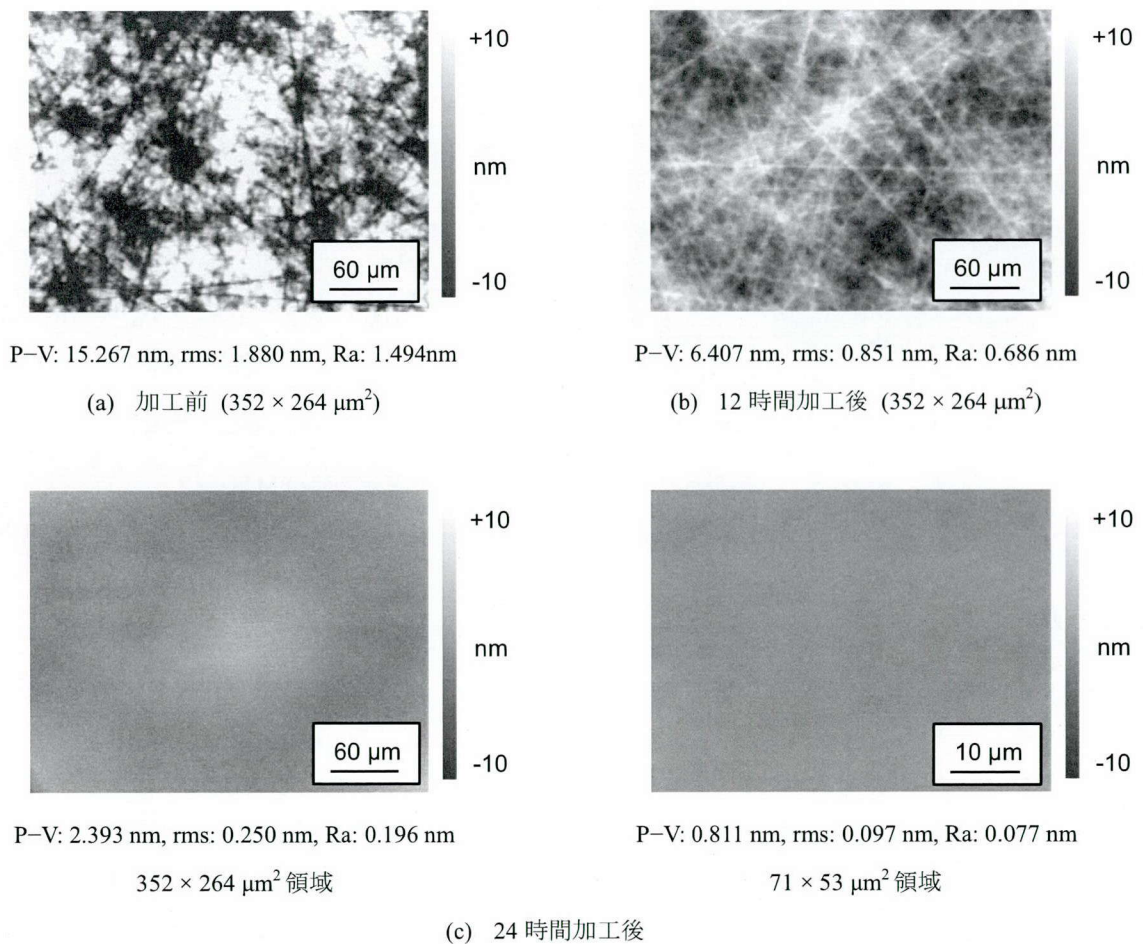 +10
nm
-10
60 μm
P−V: 15.267 nm, rms: 1.880 nm, Ra: 1.494nm
(a) 加工前 (352 × 264 μm²)
+10
nm
-10
60 μm
P−V: 6.407 nm, rms: 0.851 nm, Ra: 0.686 nm
(b) 12 時間加工後 (352 × 264 μm²)
+10
nm
-10
60 μm
P−V: 2.393 nm, rms: 0.250 nm, Ra: 0.196 nm
352 × 264 μm² 領域
+10
nm
-10
10 μm
P−V: 0.811 nm, rms: 0.097 nm, Ra: 0.077 nm
71 × 53 μm² 領域
(c) 24 時間加工後